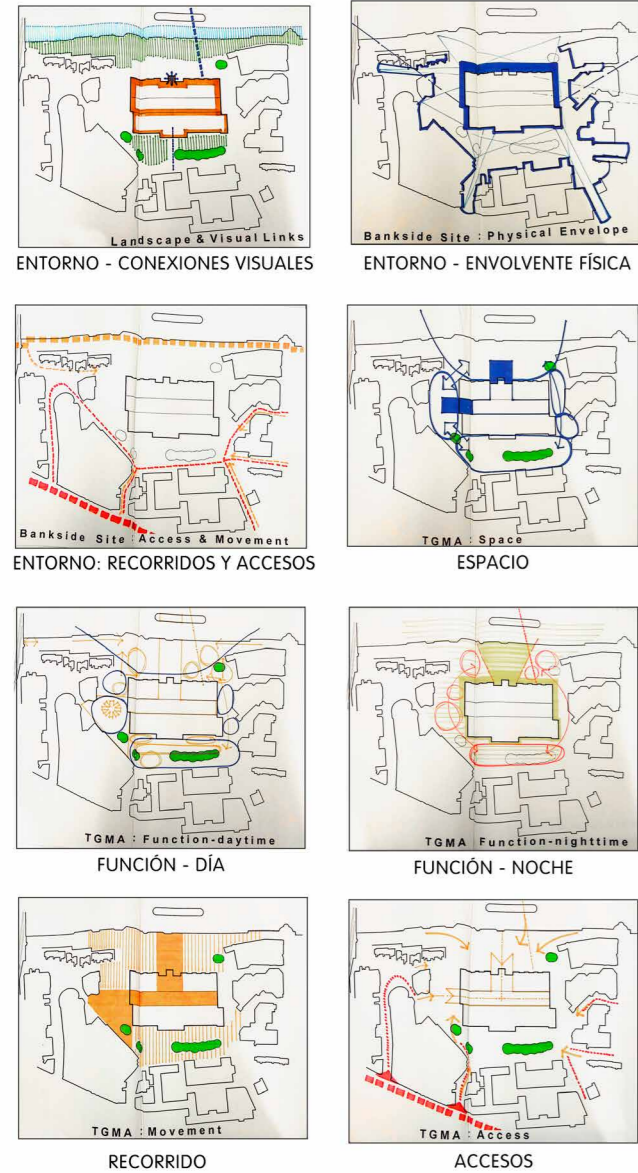 Landscape & Visual Links
Bankside Site : Physical Envelope
ENTORNO - CONEXIONES VISUALES
ENTORNO - ENVOLVENTE FÍSICA
Bankside Site : Access & Movement
TGMA : Space
ENTORNO: RECORRIDOS Y ACCESOS
ESPACIO
TGMA : Function-daytime
TGMA Function-nighttime
FUNCIÓN - DÍA
FUNCIÓN - NOCHE
TGMA : Movement
TGMA : Access
RECORRIDO
ACCESOS